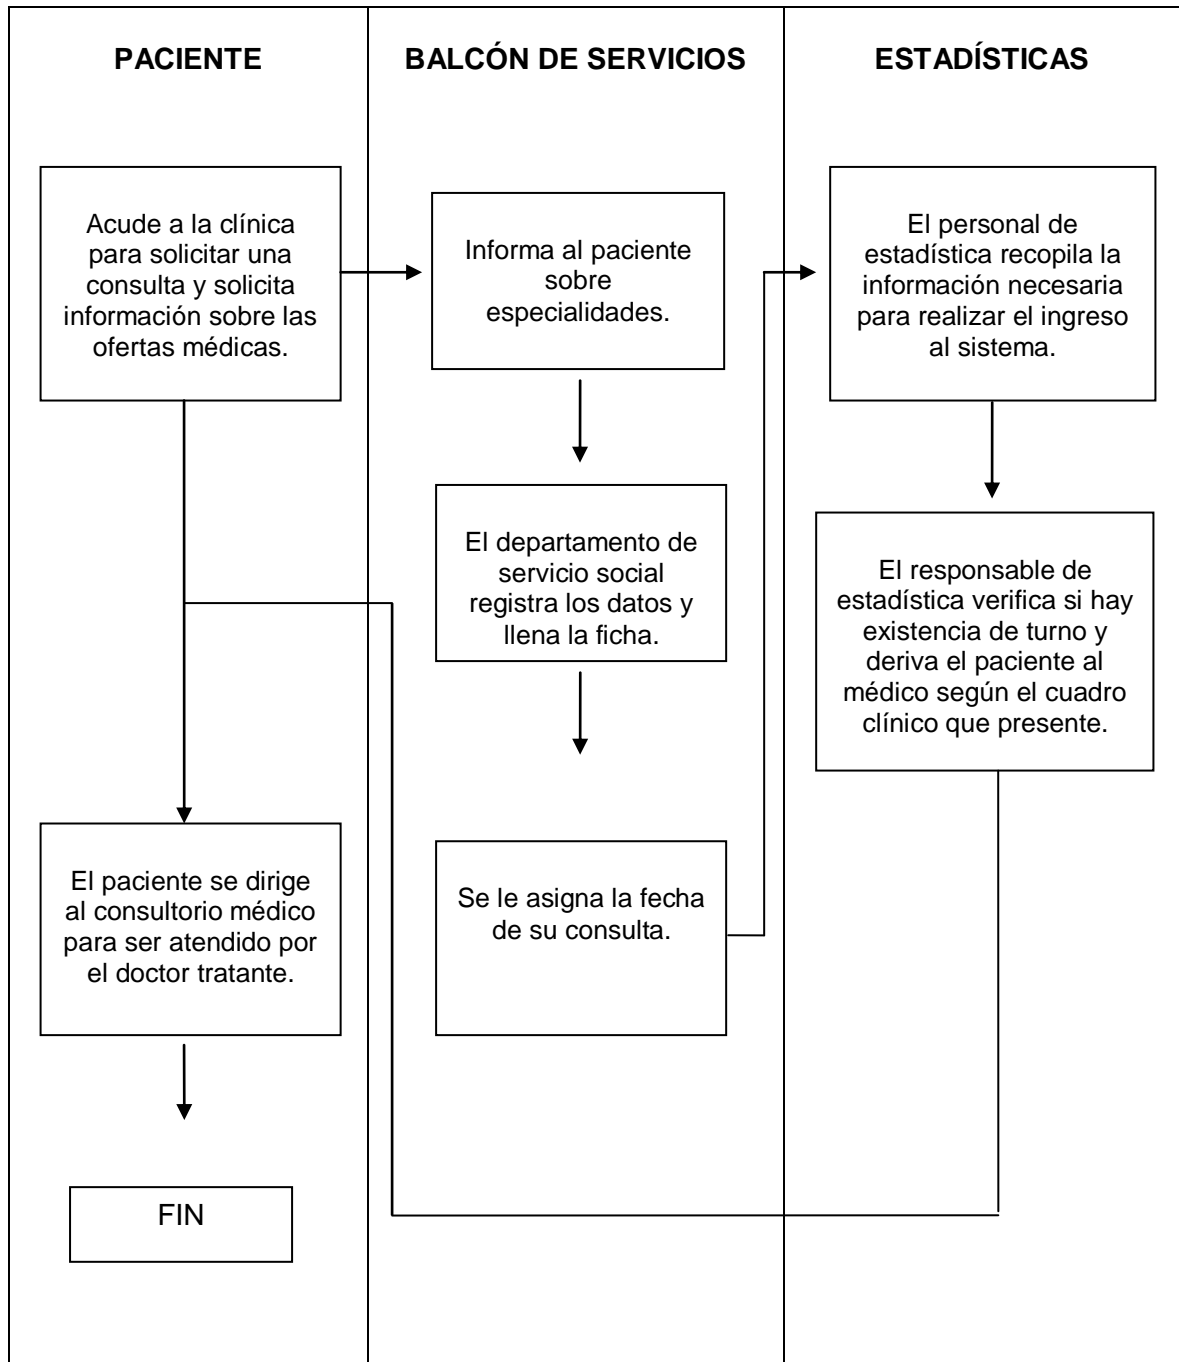 PACIENTE
BALCÓN DE SERVICIOS
ESTADÍSTICAS
Acude a la clínica
para solicitar una
consulta y solicita
información sobre las
ofertas médicas.
Informa al paciente
sobre
especialidades.
El personal de
estadística recopila la
información necesaria
para realizar el ingreso
al sistema.
El departamento de
servicio social
registra los datos y
llena la ficha.
El responsable de
estadística verifica si hay
existencia de turno y
deriva el paciente al
médico según el cuadro
clínico que presente.
El paciente se dirige
al consultorio médico
para ser atendido por
el doctor tratante.
Se le asigna la fecha
de su consulta.
FIN